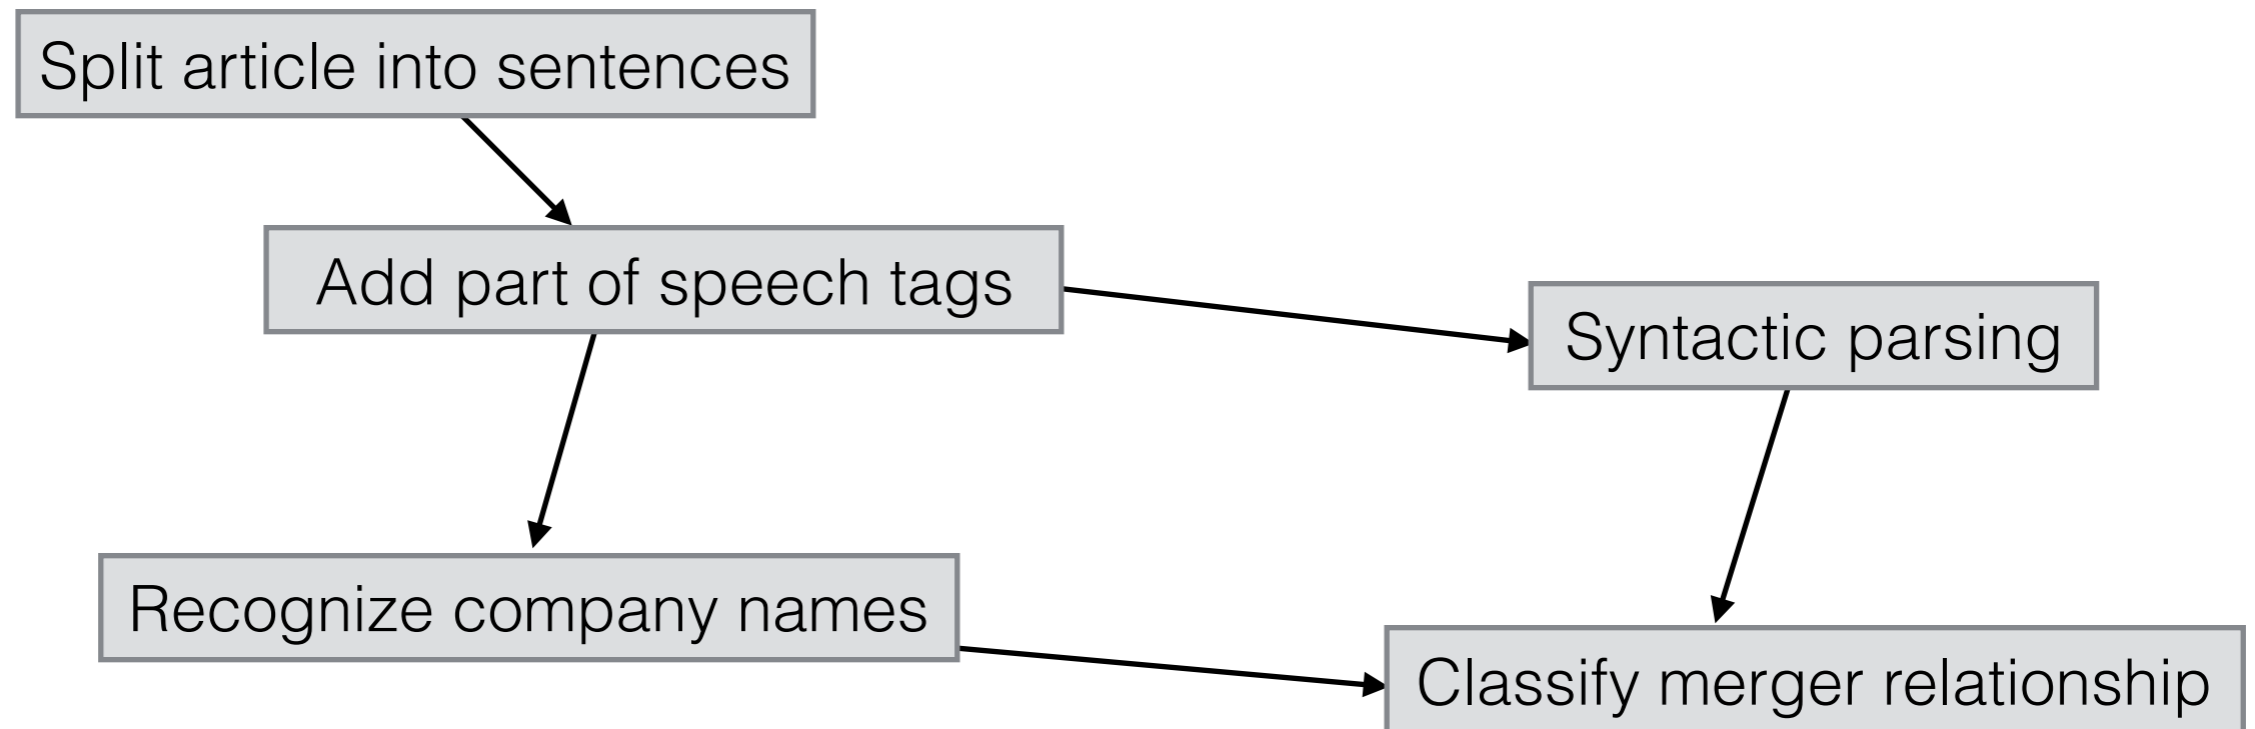 Split article into sentences
Add part of speech tags
Syntactic parsing
Recognize company names
Classify merger relationship